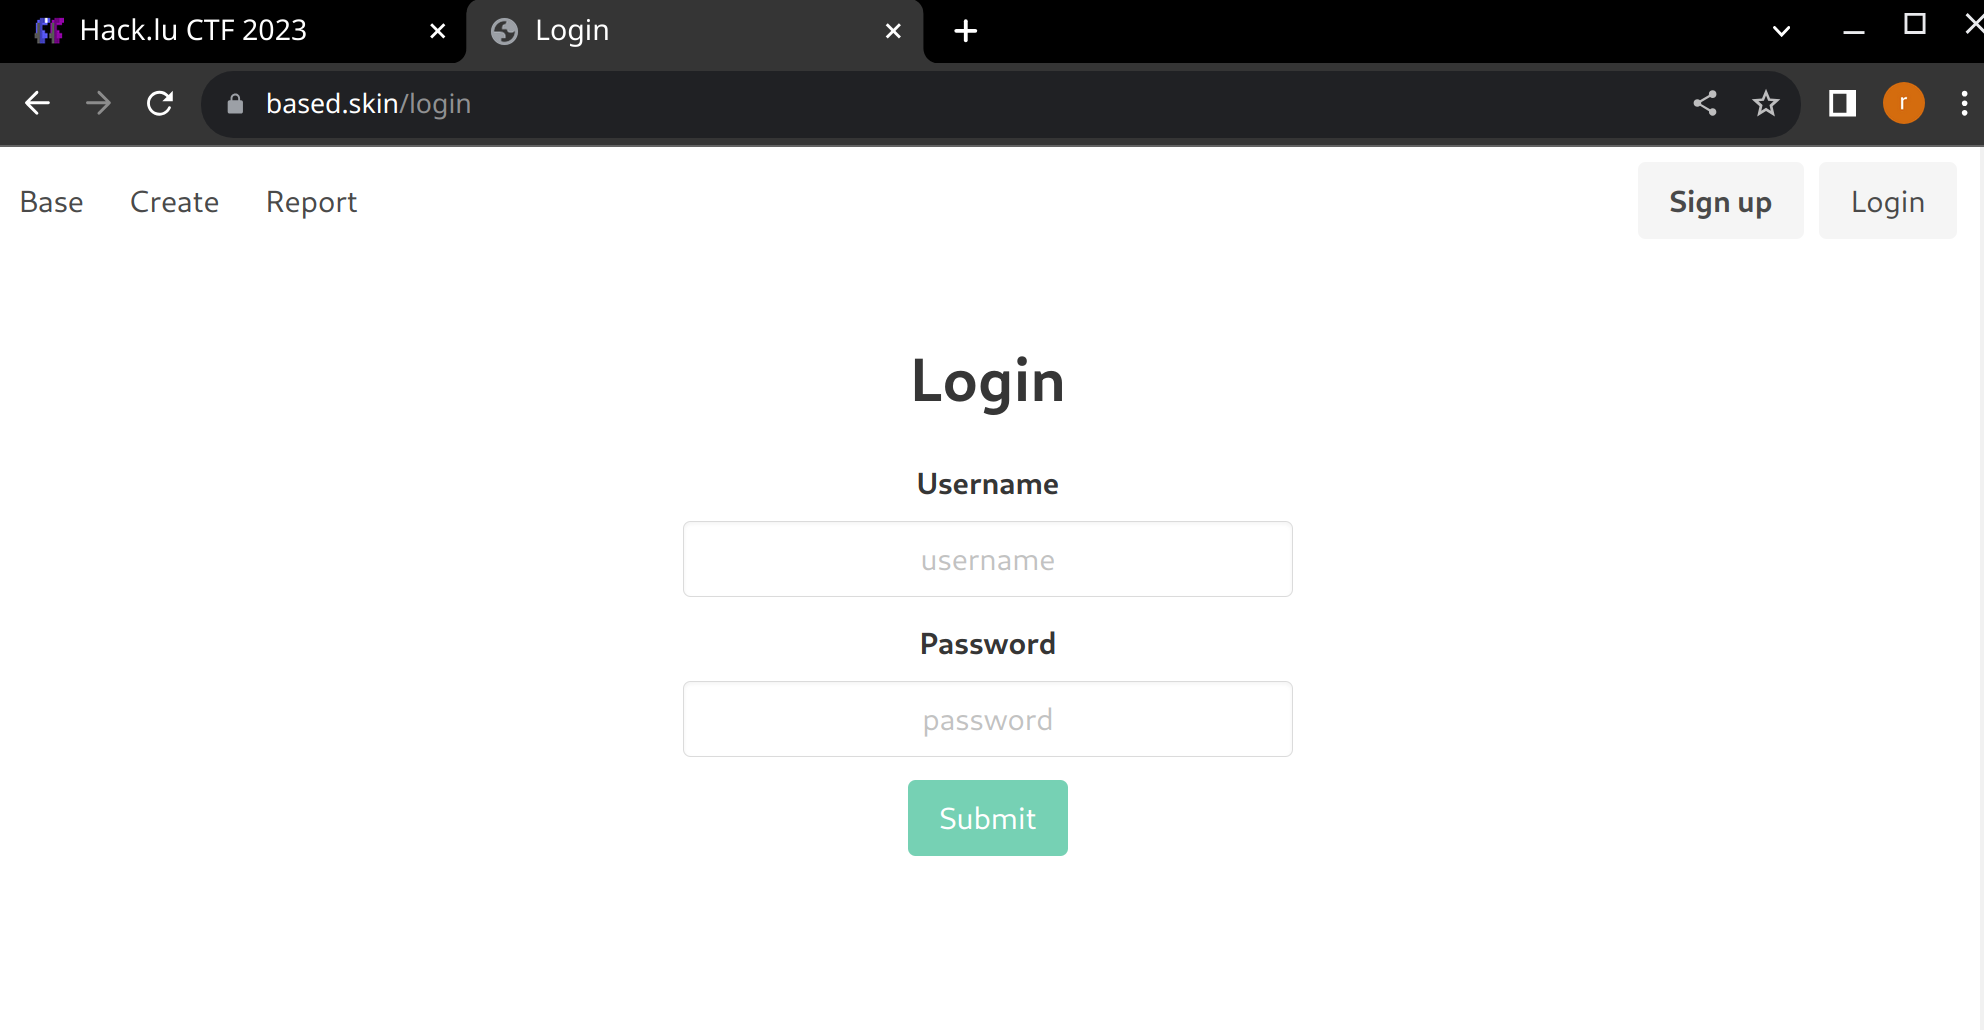 Hack.lu CTF 2023
Login
based.skin/login
r
Base Create Report Sign up Login
Login
Username
username
Password
password
Submit